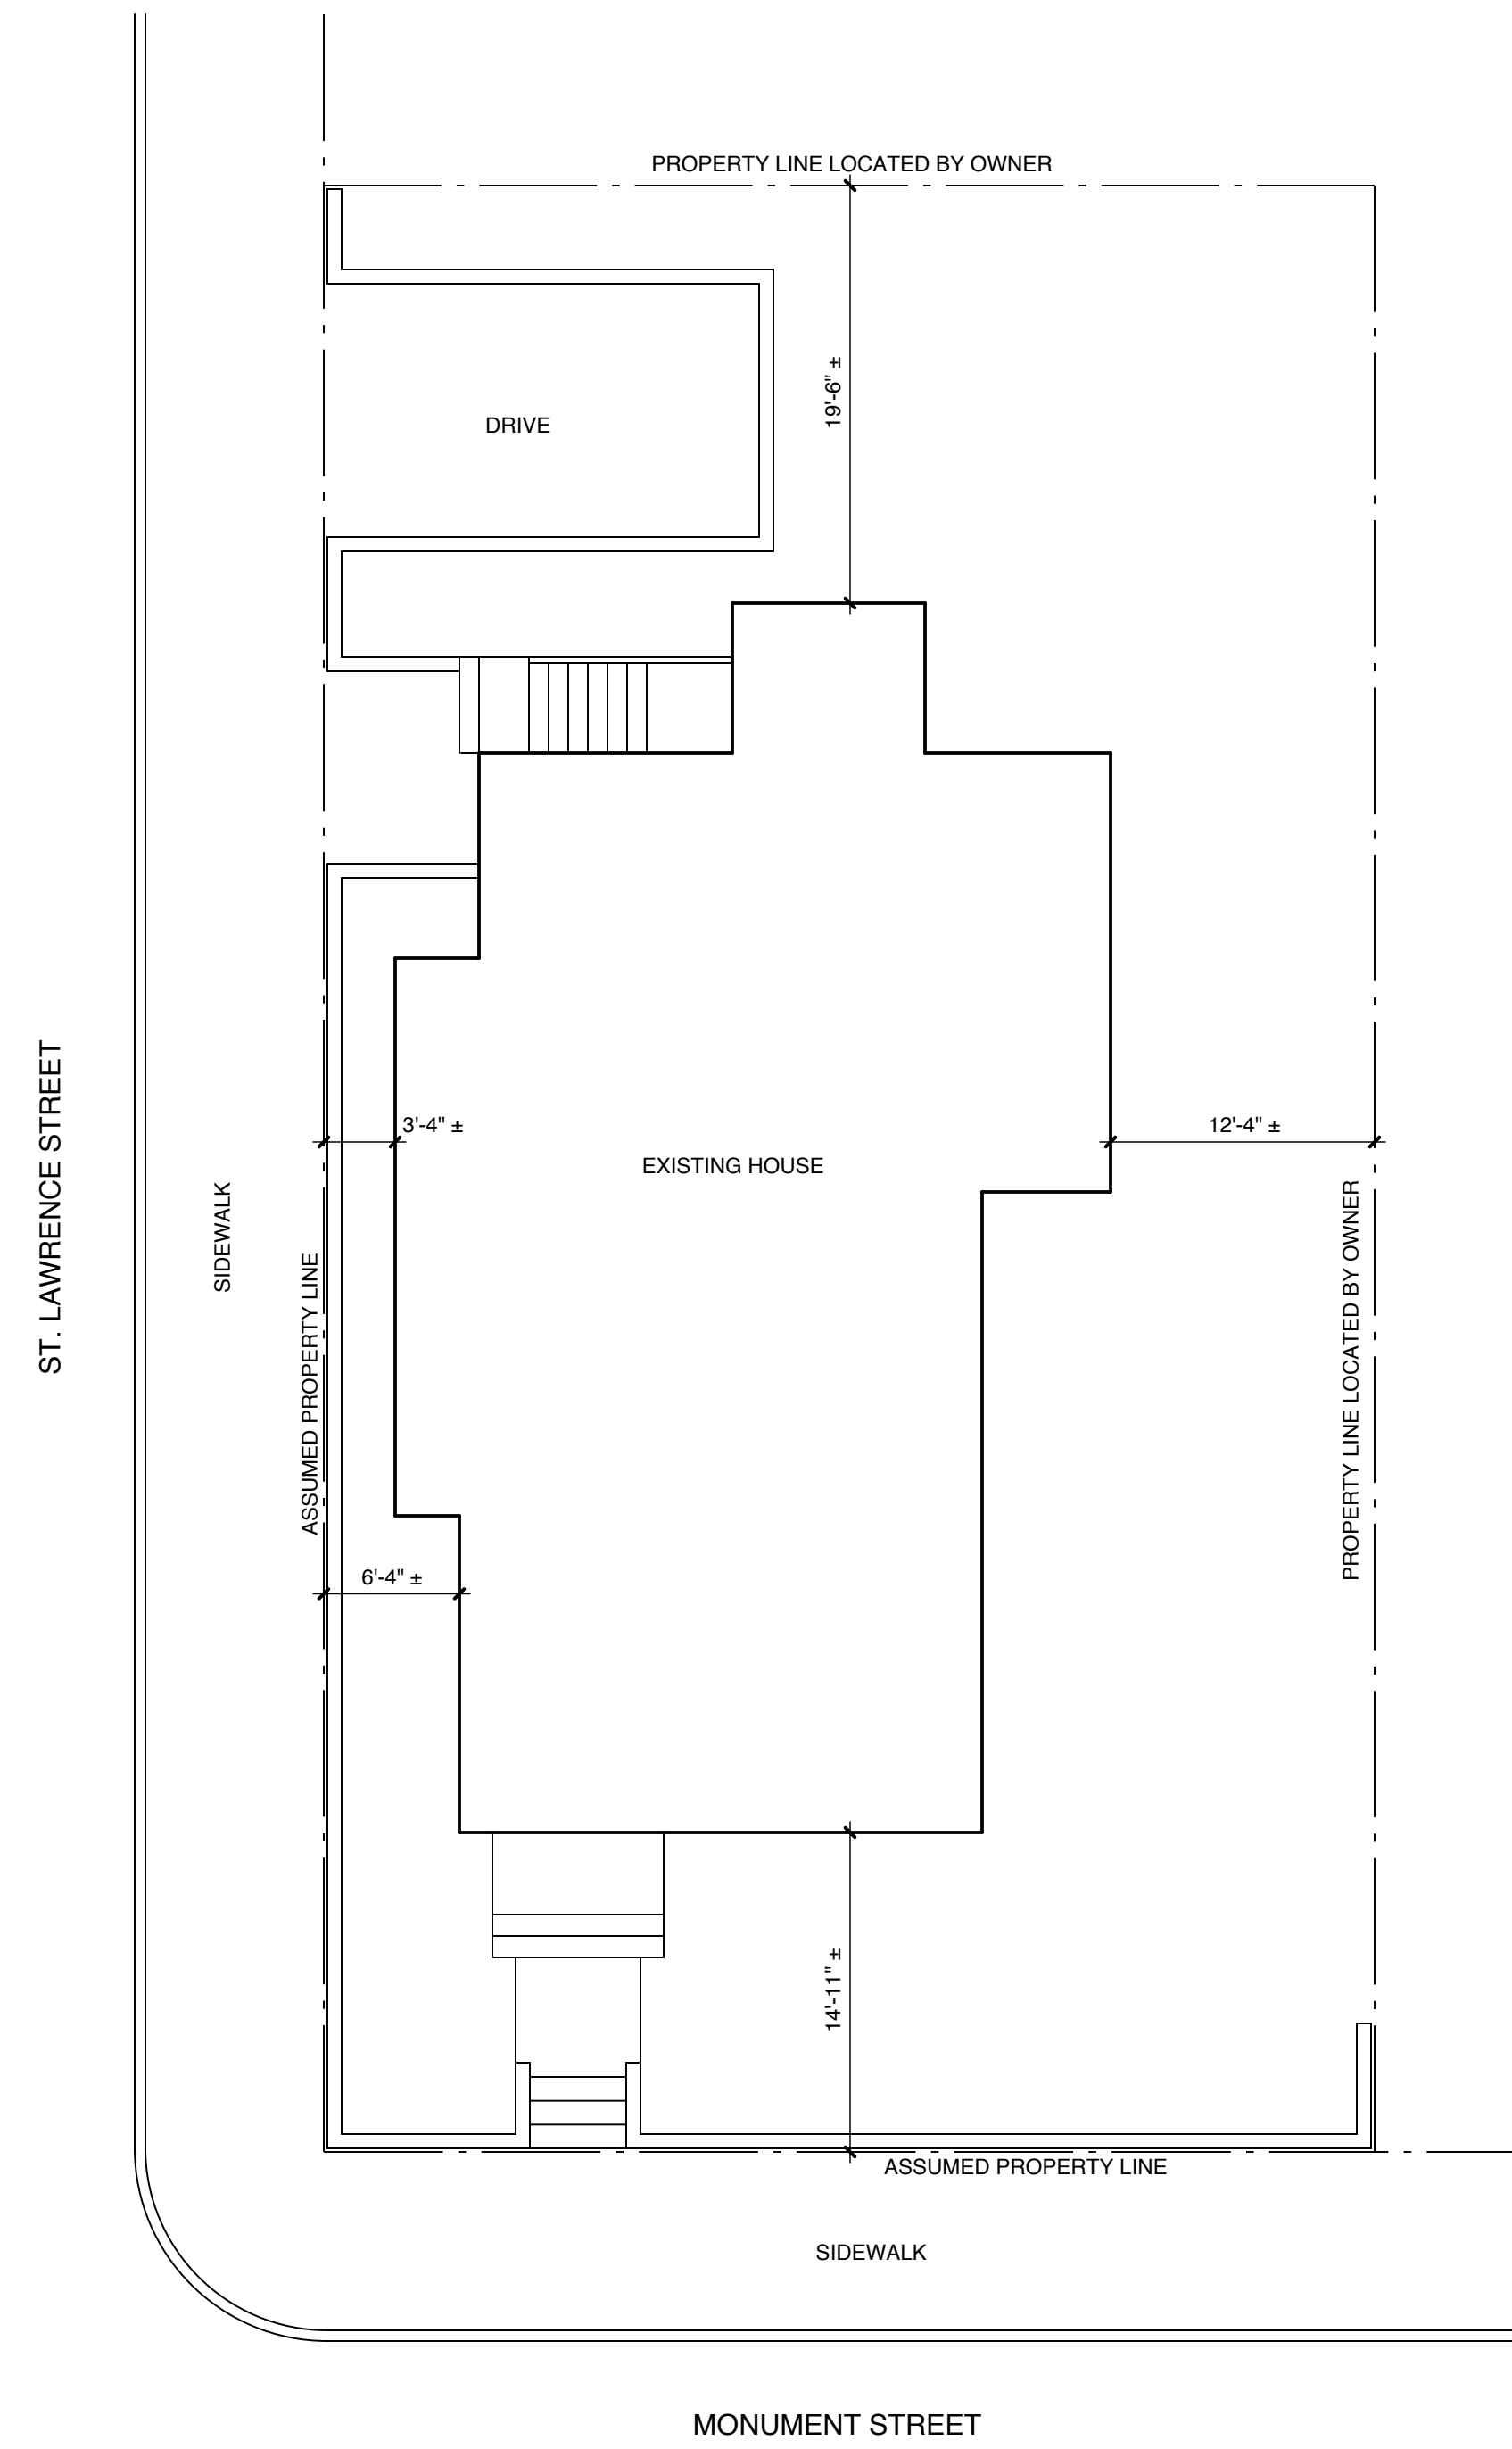 PROPERTY LINE LOCATED BY OWNER
19'-6" ±
DRIVE
3'-4" ±
12'-4" ±
EXISTING HOUSE
ST. LAWRENCE STREET
SIDEWALK
ASSUMED PROPERTY LINE
PROPERTY LINE LOCATED BY OWNER
6'-4" ±
14'-11" ±
ASSUMED PROPERTY LINE
SIDEWALK
MONUMENT STREET